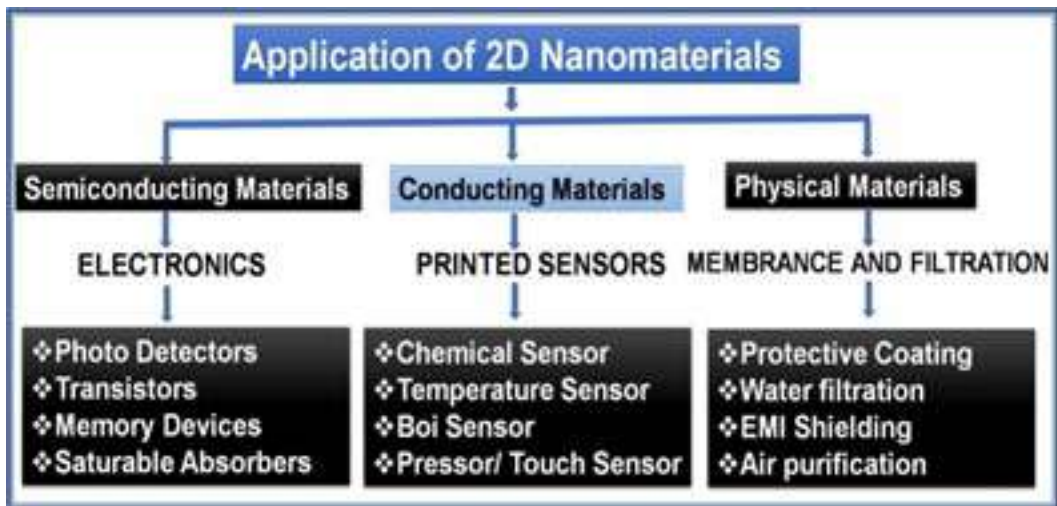 Application of 2D Nanomaterials
Semiconducting Materials
Conducting Materials
Physical Materials
ELECTRONICS
PRINTED SENSORS
MEMBRANCE AND FILTRATION
❖Photo Detectors
❖Transistors
❖Memory Devices
❖Saturable Absorbers
❖Chemical Sensor
❖Temperature Sensor
❖Boi Sensor
❖Pressor/ Touch Sensor
❖Protective Coating
❖Water filtration
❖EMI Shielding
❖Air purification